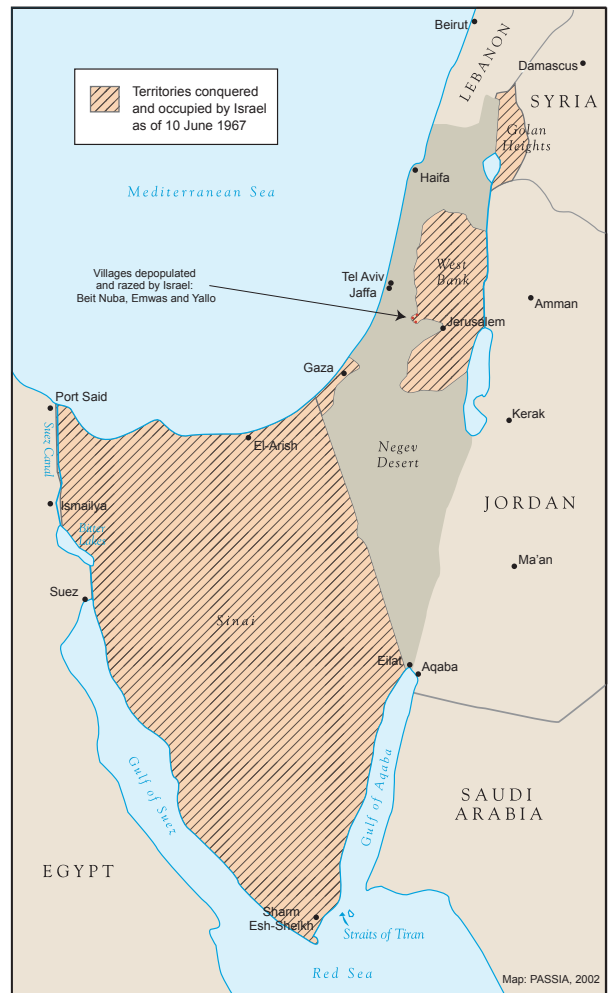 Beirut
LEBANON
Damascus
SYRIA
Territories conquered
and occupied by Israel
as of 10 June 1967
Golan
Heights
Haifa
Mediterranean Sea
West
Bank
Villages depopulated
and razed by Israel:
Beit Nuba, Emwas and Yallo
Tel Aviv
Jaffa
Amman
Jerusalem
Gaza
Port Said
Kerak
Suez Canal
El-Arish
Negev
Desert
Ismailya
JORDAN
Bitter
Lakes
Ma'an
Suez
Sinai
Eilat
Aqaba
Gulf of Suez
Gulf of Aqaba
SAUDI
ARABIA
EGYPT
Sharm
Esh-Sheikh
Straits of Tiran
Red Sea
Map: PASSIA, 2002